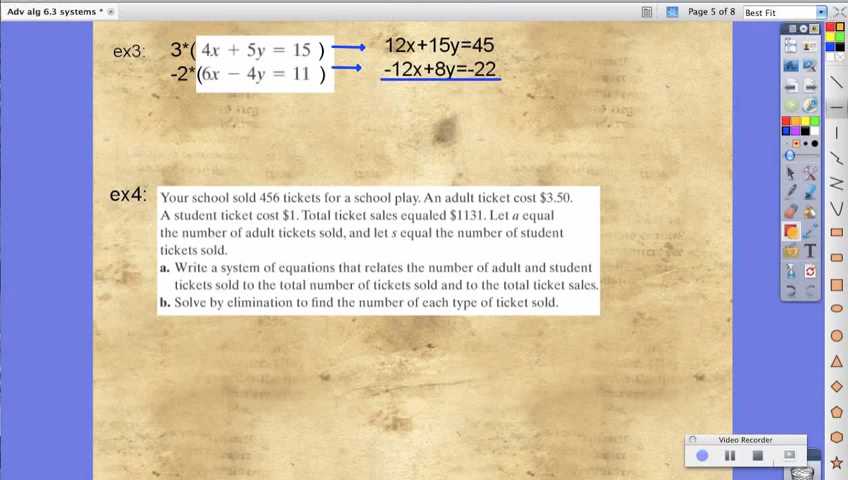 Adv alg 6.3 systems *
Page 5 of 8
Best Fit
ex3: 3*( 4x + 5y = 15 ) 12x+15y=45
-2*(6x − 4y = 11 ) -12x+8y=-22
ex4:
Your school sold 456 tickets for a school play. An adult ticket cost $3.50.
A student ticket cost $1. Total ticket sales equaled $1131. Let a equal
the number of adult tickets sold, and let s equal the number of student
tickets sold.
a. Write a system of equations that relates the number of adult and student
tickets sold to the total number of tickets sold and to the total ticket sales.
b. Solve by elimination to find the number of each type of ticket sold.
T
Video Recorder